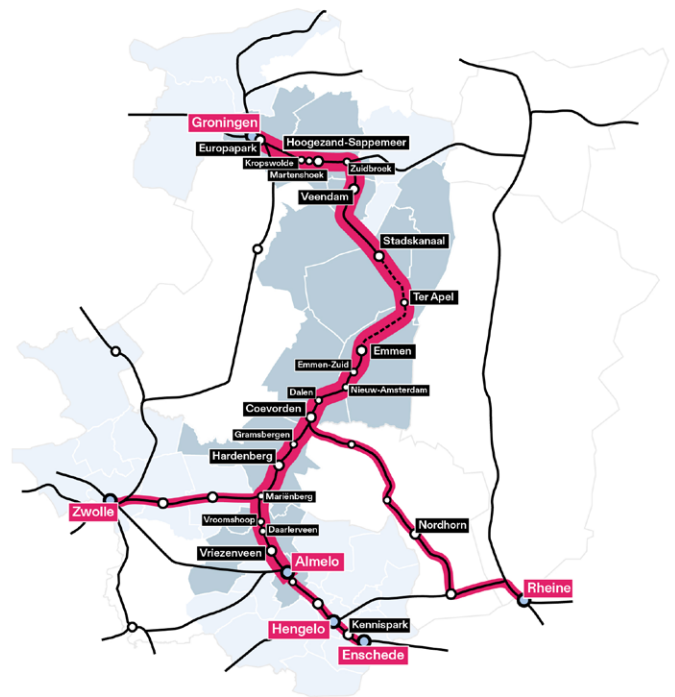 Groningen
Europapark
Hoogezand-Sappemeer
Kropswolde
Martenshoek
Zuidbroek
Veendam
Stadskanaal
Ter Apel
Emmen
Emmen-Zuid
Dalen
Nieuw-Amsterdam
Coevorden
Gramsbergen
Hardenberg
Mariënberg
Zwolle
Vroomshoop
Daarlerveen
Nordhorn
Vriezenveen
Almelo
Rheine
Hengelo
Kennispark
Enschede